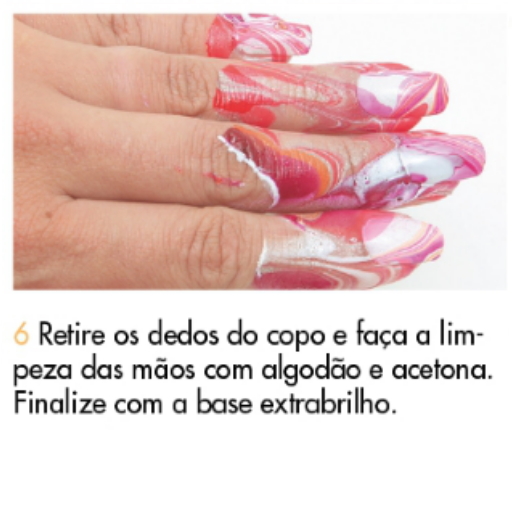 6 Retire os dedos do copo e faça a lim-
peza das mãos com algodão e acetona.
Finalize com a base extrabrilho.